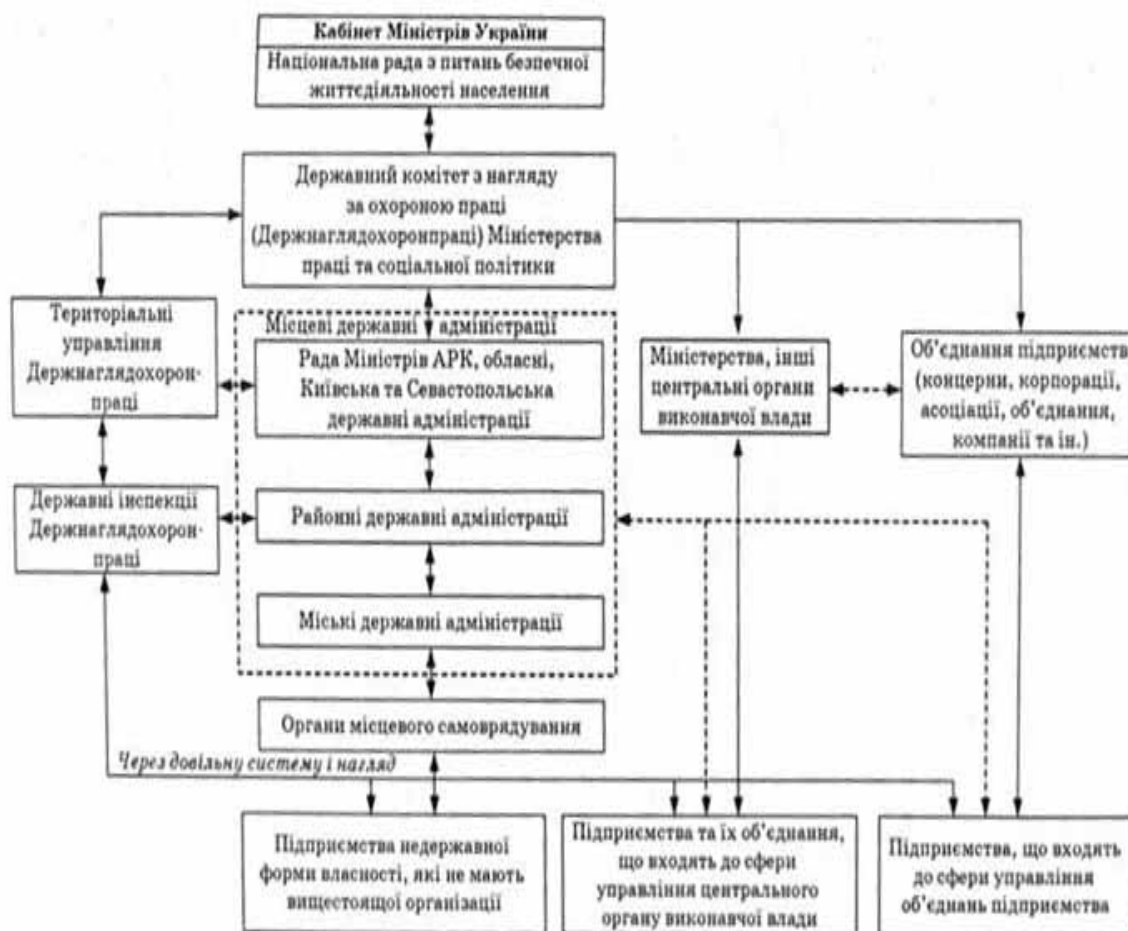 Кабінет Міністрів України
Національна рада з питань безпечної
життєдіяльності населення
Державний комітет з нагляду
за охороною праці
(Держнаглядохоронпраці) Міністерства
праці та соціальної політики
Територіальні
управління
Держнаглядохорон-
праці
Місцеві державні адміністрації
Рада Міністрів АРК, обласні,
Київська та Севастопольська
державні адміністрації
Міністерства, інші
центральні органи
виконавчої влади
Об’єднання підприємств
(концерни, корпорації,
асоціації, об’єднання,
компанії та ін.)
Державні інспекції
Держнаглядохорон-
праці
Районні державні адміністрації
Міські державні адміністрації
Органи місцевого самоврядування
Через довільну систему і нагляд
Підприємства недержавної
форми власності, які не мають
вищестоящої організації
Підприємства та їх об’єднання,
що входять до сфери
управління центрального
органу виконавчої влади
Підприємства, що входять
до сфери управління
об’єднань підприємства